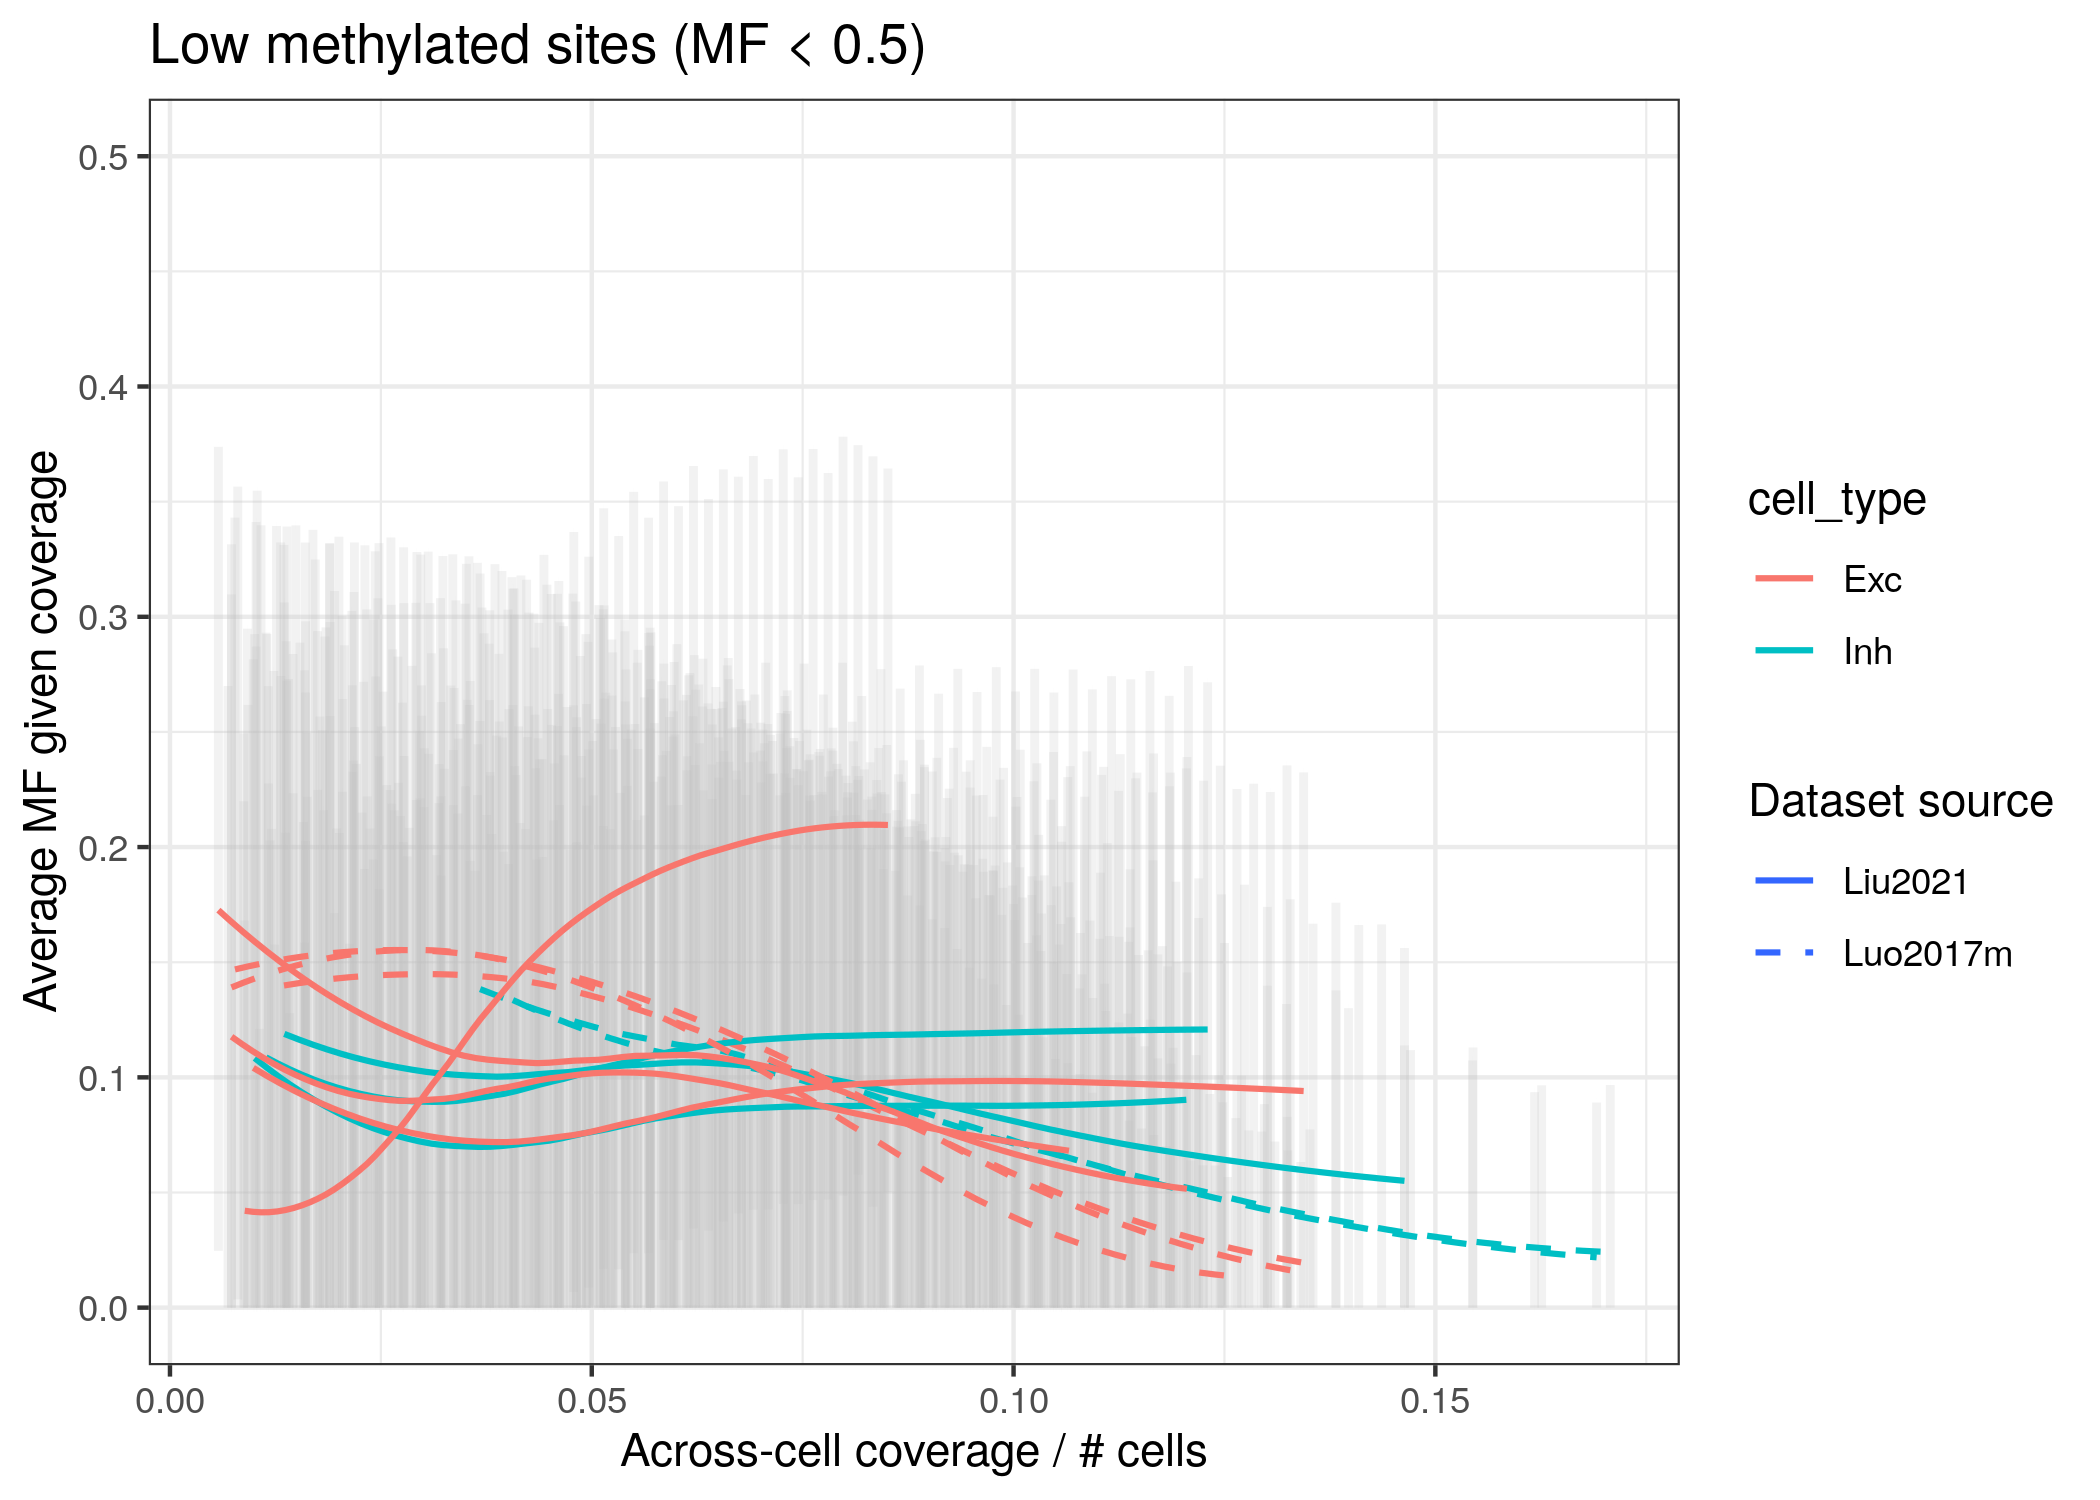 Low methylated sites (MF < 0.5)
Average MF given coverage
0.5
0.4
0.3
0.2
0.1
0.0
0.00
0.05
0.10
0.15
Across-cell coverage / # cells
cell_type
Exc
Inh
Dataset source
Liu2021
Luo2017m